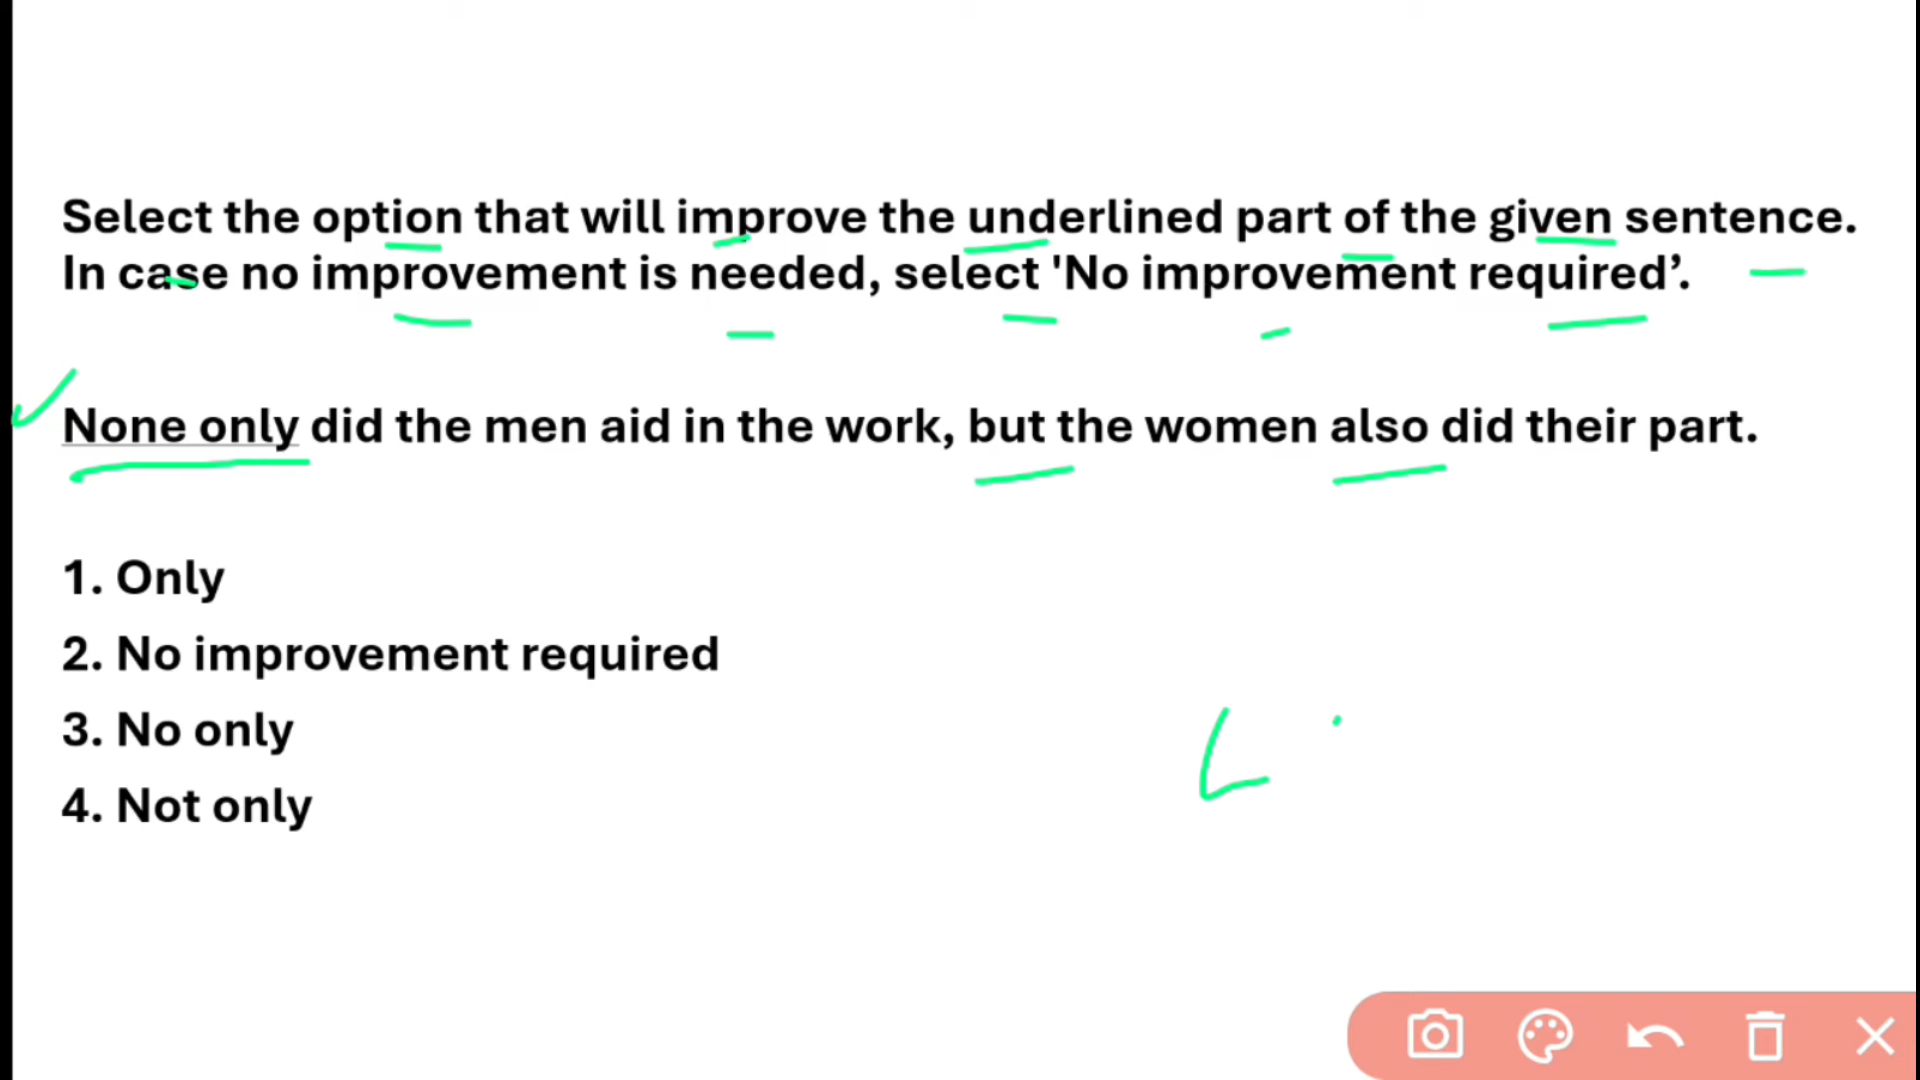 Select the option that will improve the underlined part of the given sentence.
In case no improvement is needed, select 'No improvement required’.
None only did the men aid in the work, but the women also did their part.
1. Only
2. No improvement required
3. No only
4. Not only